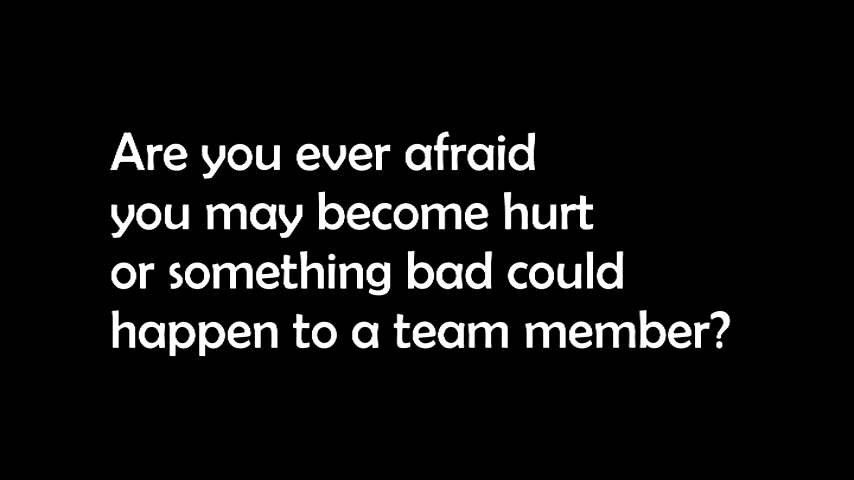 Are you ever afraid
you may become hurt
or something bad could
happen to a team member?